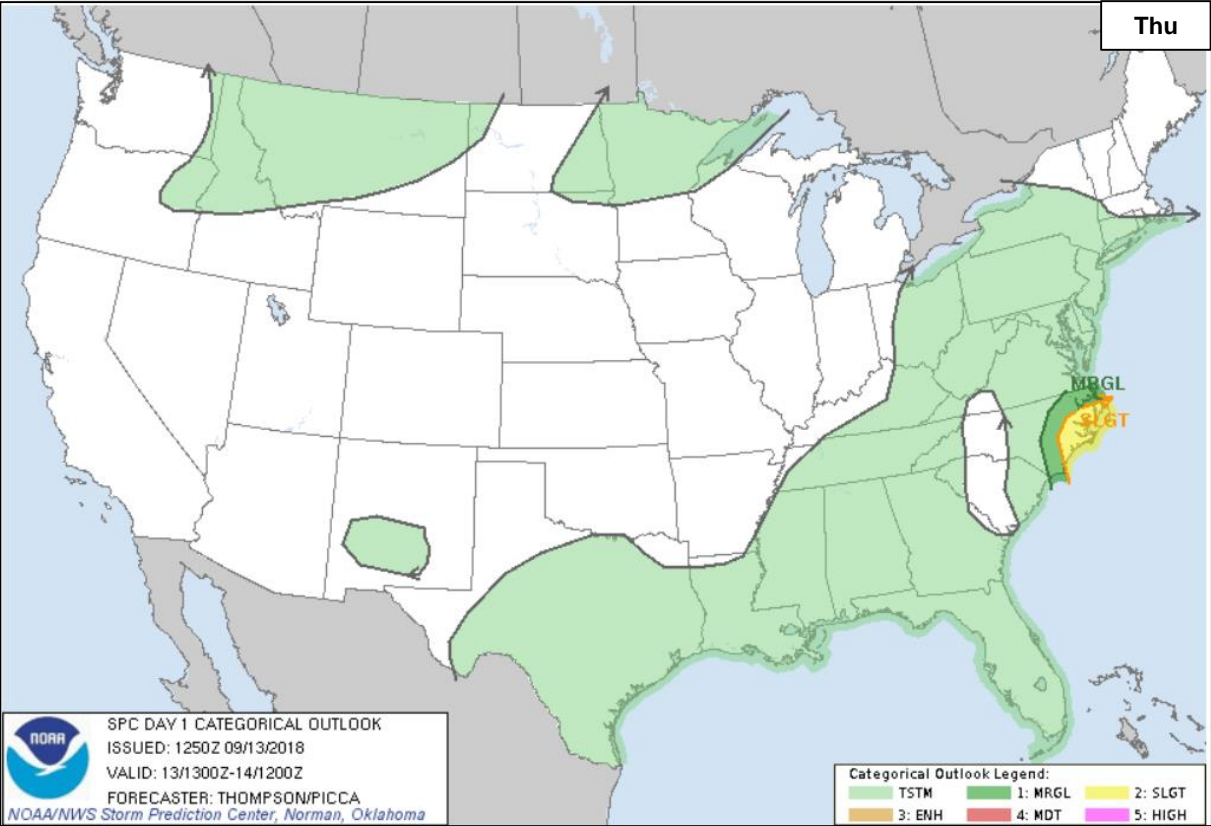 Thu
MRGL
SLGT
SPC DAY 1 CATEGORICAL OUTLOOK
ISSUED: 1250Z 09/13/2018
VALID: 13/1300Z-14/1200Z
FORECASTER: THOMPSON/PICCA
NOAA/NWS Storm Prediction Center, Norman, Oklahoma
NOAA
Categorical Outlook Legend:
TSTM 1: MRGL 2: SLGT
3: ENH 4: MDT 5: HIGH